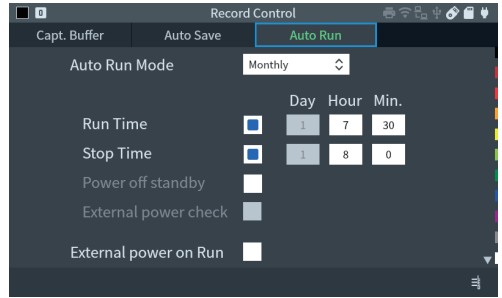 0 Record Control
Capt. Buffer Auto Save Auto Run
Auto Run Mode Monthly
Day Hour Min.
Run Time 1 7 30
Stop Time 1 8 0
Power off standby
External power check
External power on Run